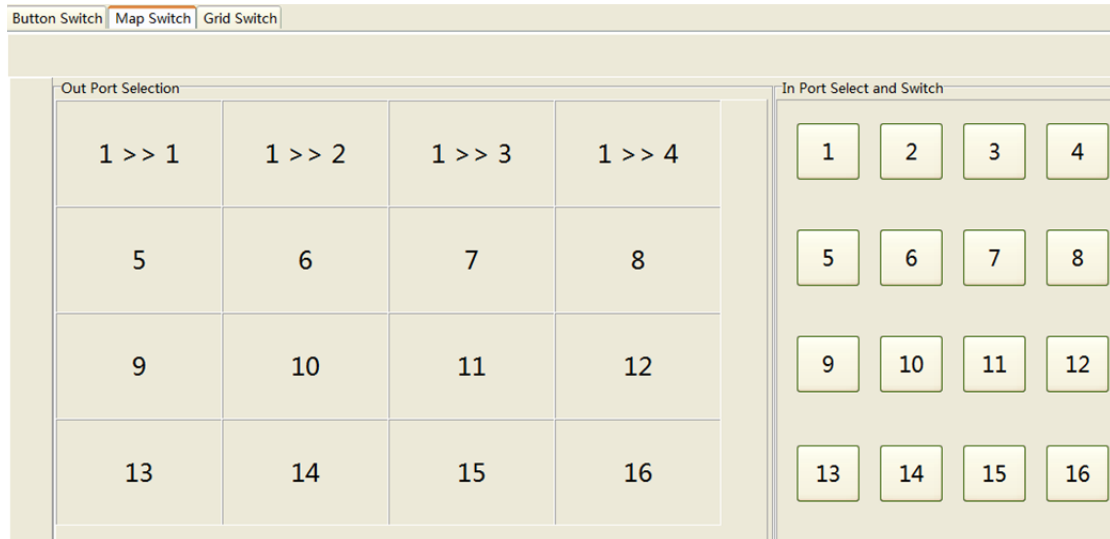 Button Switch Map Switch Grid Switch
Out Port Selection
1 >> 1 1 >> 2 1 >> 3 1 >> 4
5 6 7 8
9 10 11 12
13 14 15 16
In Port Select and Switch
1 2 3 4
5 6 7 8
9 10 11 12
13 14 15 16